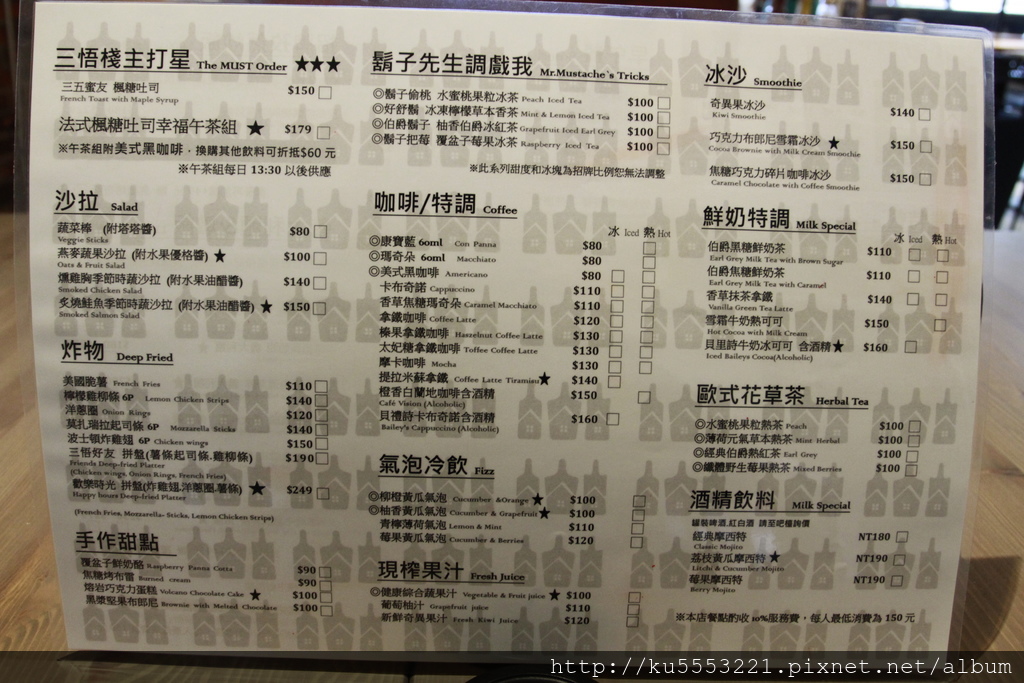 三悟棧主打星 The MUST Order ★★★
三五蜜友 楓糖吐司 $150
French Toast with Maple Syrup
法式楓糖吐司幸福午茶組 ★ $179
※午茶組附美式黑咖啡，換購其他飲料可折抵$60 元
※午茶組每日 13:30 以後供應
沙拉 Salad
蔬菜棒 (附塔塔醬) $80
Veggie Sticks
燕麥蔬果沙拉 (附水果優格醬) ★ $100
Oats & Fruit Salad
燻雞胸季節時蔬沙拉 (附水果油醋醬) $140
Smoked Chicken Salad
炙燒鮭魚季節時蔬沙拉 (附水果油醋醬) ★ $150
Smoked Salmon Salad
炸物 Deep Fried
美國脆薯 French Fries $110
檸檬雞柳條 6P Lemon Chicken Strips $140
洋蔥圈 Onion Rings $120
莫扎瑞拉起司條 6P Mozzarella Sticks $140
波士頓炸雞翅 6P Chicken wings $150
三悟好友 拼盤(薯條.起司條.雞柳條) $190
Friends Deep-fried Platter
(Chicken wings, Onion Rings, French Fries)
歡樂時光 拼盤(炸雞翅.洋蔥圈.薯條) ★ $249
Happy hours Deep-fried Platter
(French Fries, Mozzarella- Sticks, Lemon Chicken Strips)
手作甜點
覆盆子鮮奶酪 Raspberry Panna Cotta $90
焦糖烤布蕾 Burned cream $90
熔岩巧克力蛋糕 Volcano Chocolate Cake ★ $100
黑漿堅果布郎尼 Brownie with Melted Chocolate $100
鬍子先生調戲我 Mr.Mustache`s Tricks
◎鬍子偷桃 水蜜桃果粒冰茶 Peach Iced Tea $100
◎好舒鬍 冰凍檸檬草本香茶 Mint & Lemon Iced Tea $100
◎伯爵鬍子 柚香伯爵冰紅茶 Grapefruit Iced Earl Grey $100
◎鬍子把莓 覆盆子莓果冰茶 Raspberry Iced Tea $100
※此系列甜度和冰塊為招牌比例恕無法調整
咖啡/特調 Coffee
冰 Iced 熱 Hot
◎康寶藍 60ml Con Panna $80
◎瑪奇朵 60ml Macchiato $80
◎美式黑咖啡 Americano $80
卡布奇諾 Cappuccino $110
香草焦糖瑪奇朵 Caramel Macchiato $110
拿鐵咖啡 Coffee Latte $120
榛果拿鐵咖啡 Hazelnut Coffee Latte $130
太妃糖拿鐵咖啡 Toffee Coffee Latte $130
摩卡咖啡 Mocha $130
提拉米蘇拿鐵 Coffee Latte Tiramisu ★ $140
橙香白蘭地咖啡含酒精 $150
Café Vision (Alcoholic)
貝禮詩卡布奇諾含酒精 $160
Bailey's Cappuccino (Alcoholic)
氣泡冷飲 Fizz
◎柳橙黃瓜氣泡 Cucumber &Orange ★ $100
◎柚香黃瓜氣泡 Cucumber & Grapefruit ★ $100
青檸薄荷氣泡 Lemon & Mint $110
莓果黃瓜氣泡 Cucumber & Berries $120
現榨果汁 Fresh Juice
◎健康綜合蔬果汁 Vegetable & Fruit juice ★ $100
葡萄柚汁 Grapefruit juice $110
新鮮奇異果汁 Fresh Kiwi Juice $120
冰沙 Smoothie
奇異果冰沙 $140
Kiwi Smoothie
巧克力布郎尼雪霜冰沙 ★ $150
Cocoa Brownie with Milk Cream Smoothie
焦糖巧克力碎片咖啡冰沙 $150
Caramel Chocolate with Coffee Smoothie
鮮奶特調 Milk Special
冰 Iced 熱 Hot
伯爵黑糖鮮奶茶 $110
Earl Grey Milk Tea with Brown Sugar
伯爵焦糖鮮奶茶 $110
Earl Grey Milk Tea with Caramel
香草抹茶拿鐵 $140
Vanilla Green Tea Latte
雪霜牛奶熱可可 $150
Hot Cocoa with Milk Cream
貝里詩牛奶冰可可 含酒精 ★ $160
Iced Baileys Cocoa(Alcoholic)
歐式花草茶 Herbal Tea
◎水蜜桃果粒熱茶 Peach $100
◎薄荷元氣草本熱茶 Mint Herbal $100
◎經典伯爵熱紅茶 Earl Grey $100
◎纖體野生莓果熱茶 Mixed Berries $100
酒精飲料 Milk Special
罐裝啤酒.紅白酒 請至吧檯詢價
經典摩西特 NT180
Classic Mojito
荔枝黃瓜摩西特 ★ NT190
Litchi & Cucumber Mojito
莓果摩西特 NT190
Berry Mojito
※本店餐點酌收 10%服務費，每人最低消費為 150 元
http://ku5553221.pixnet.net/album